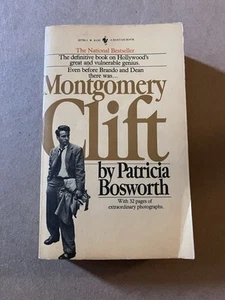 The National Bestseller
The definitive book on Hollywood's
great and vulnerable genius.
Even before Brando and Dean
there was...
Montgomery
Clift
by Patricia
Bosworth
With 32 pages of
extraordinary photographs.